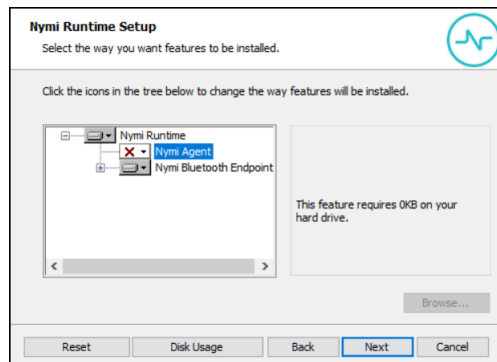 Nymi Runtime Setup
Select the way you want features to be installed.
Click the icons in the tree below to change the way features will be installed.
Nymi Runtime
Nymi Agent
Nymi Bluetooth Endpoint
This feature requires 0KB on your
hard drive.
Browse...
Reset Disk Usage Back Next Cancel